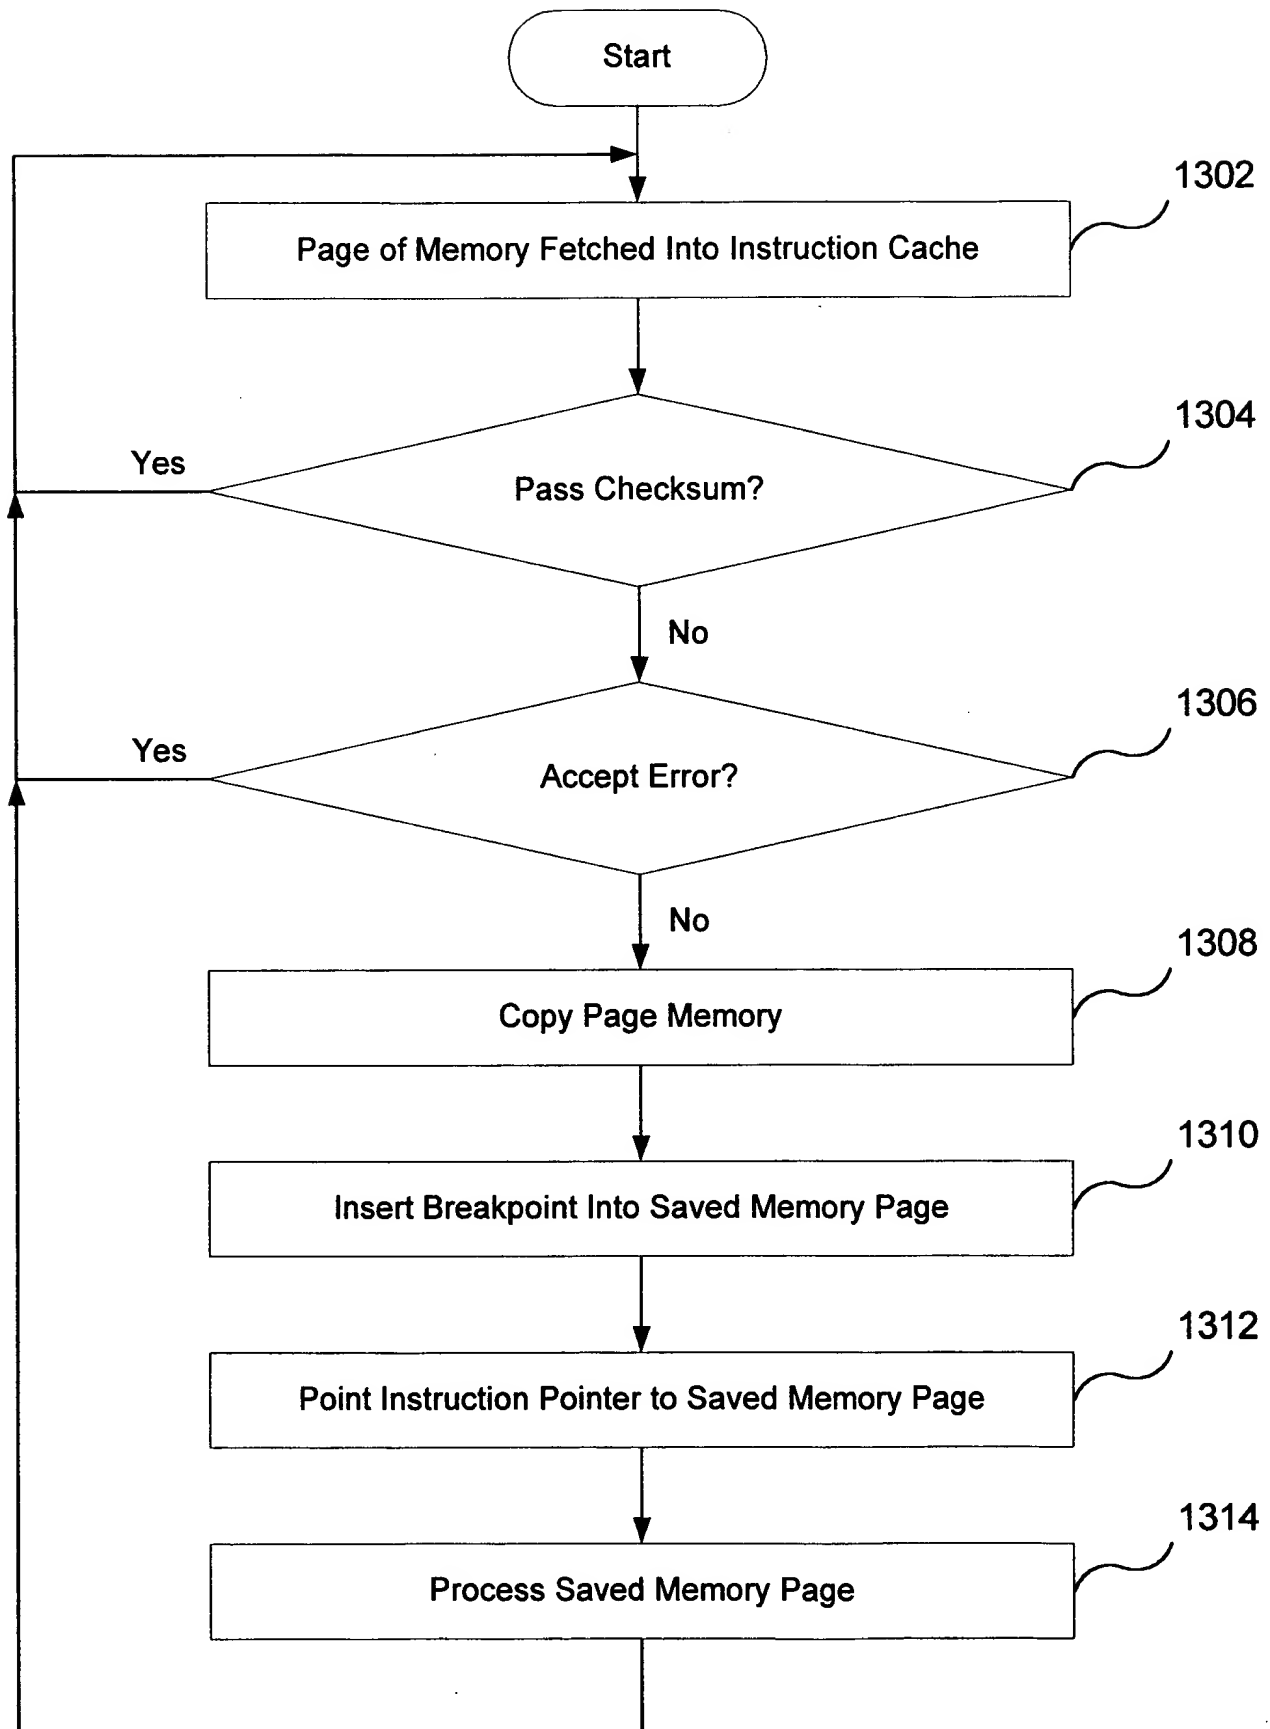 Start
1302
Page of Memory Fetched Into Instruction Cache
1304
Yes
Pass Checksum?
No
1306
Yes
Accept Error?
No
1308
Copy Page Memory
1310
Insert Breakpoint Into Saved Memory Page
1312
Point Instruction Pointer to Saved Memory Page
1314
Process Saved Memory Page